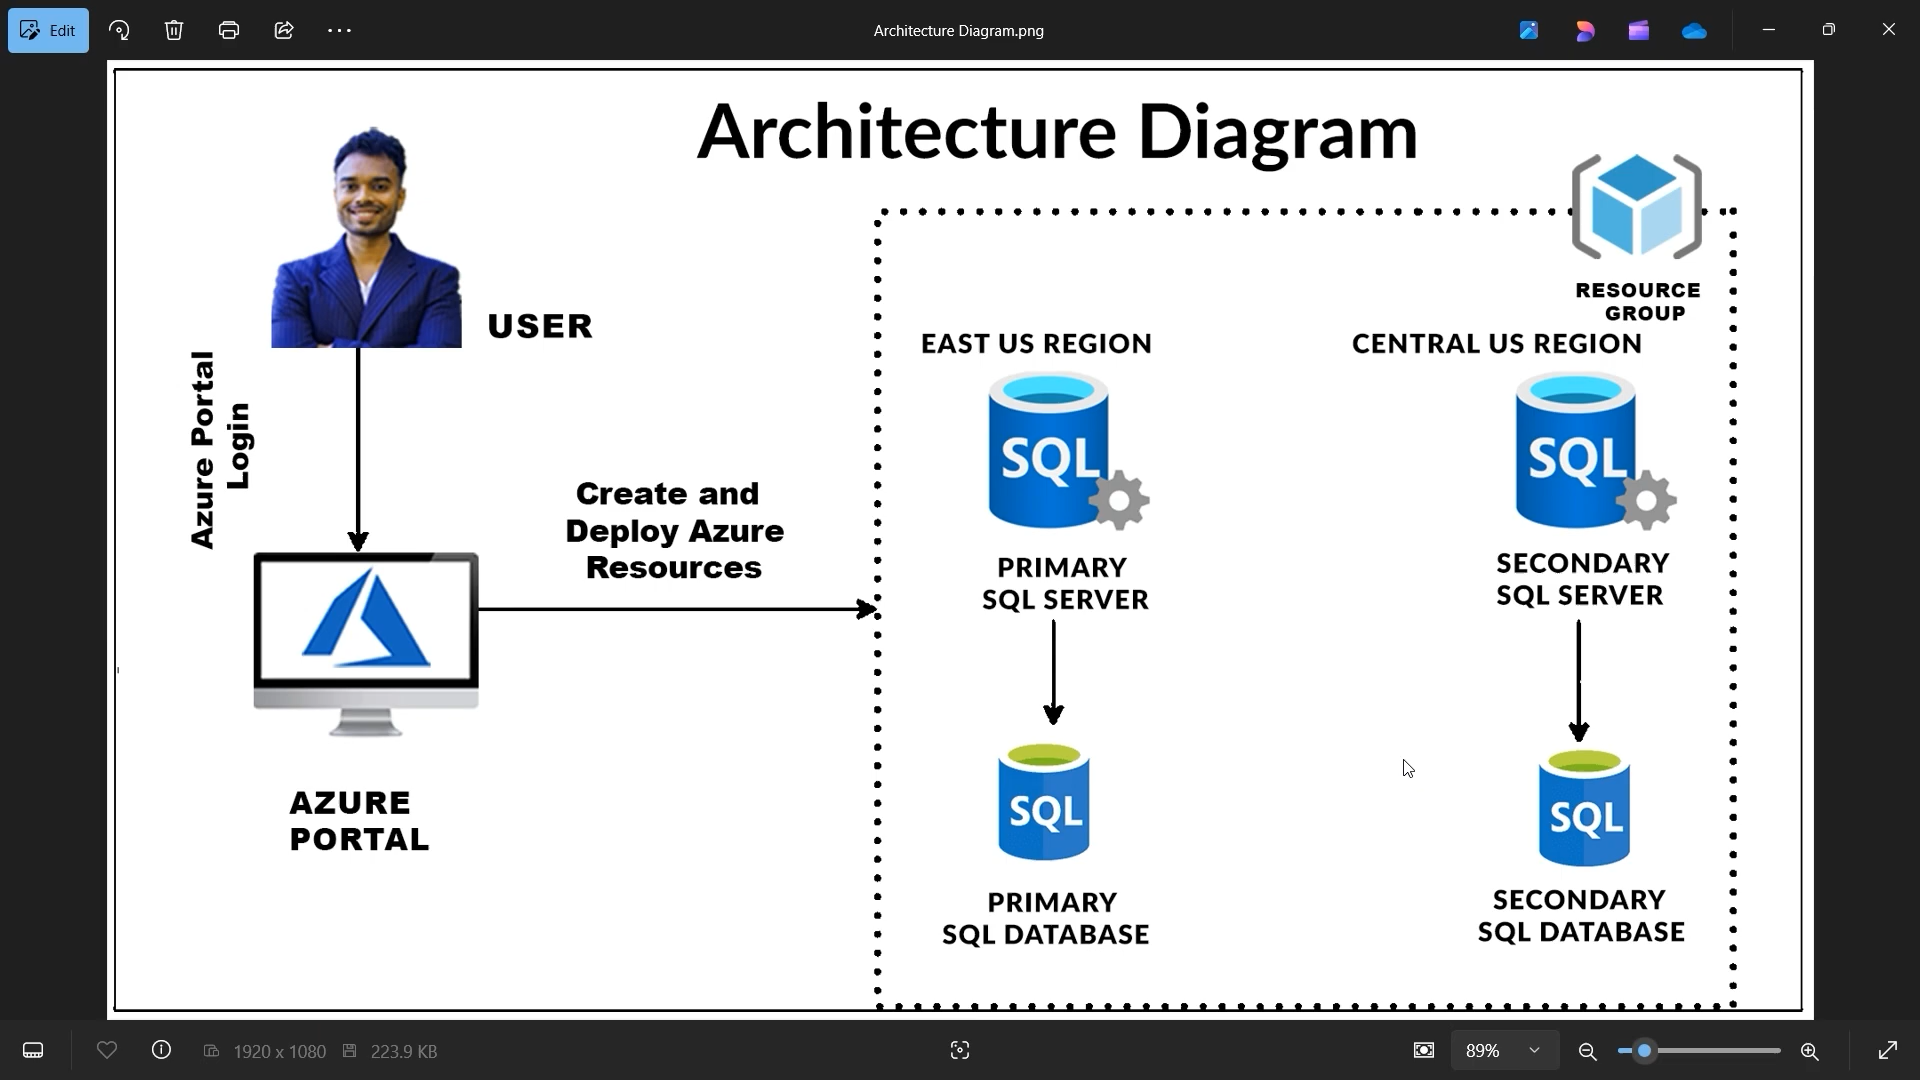 Edit
Architecture Diagram.png
Architecture Diagram
USER
RESOURCE
GROUP
EAST US REGION
CENTRAL US REGION
Azure Portal
Login
SQL
SQL
Create and
Deploy Azure
Resources
PRIMARY
SQL SERVER
SECONDARY
SQL SERVER
SQL
SQL
AZURE
PORTAL
PRIMARY
SQL DATABASE
SECONDARY
SQL DATABASE
1920 x 1080
223.9 KB
89%